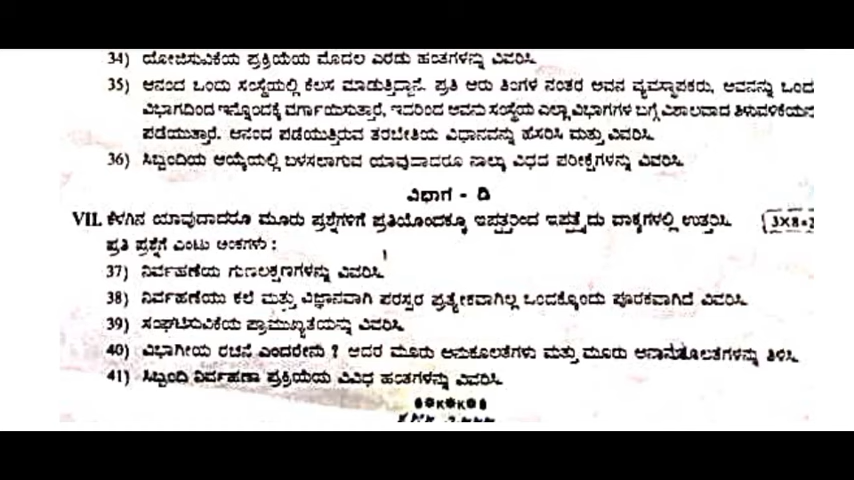 34) ಯೋಜಿಸುವಿಕೆಯ ಪ್ರಕ್ರಿಯೆಯ ಮೊದಲ ಎರಡು ಹಂತಗಳನ್ನು ವಿವರಿಸಿ.
35) ಆನಂದ ಒಂದು ಸಂಸ್ಥೆಯಲ್ಲಿ ಕೆಲಸ ಮಾಡುತ್ತಿದ್ದಾನೆ. ಪ್ರತಿ ಆರು ತಿಂಗಳ ನಂತರ ಅವನ ವ್ಯವಸ್ಥಾಪಕರು, ಅವನನ್ನು ಒಂದ
ವಿಭಾಗದಿಂದ ಇನ್ನೊಂದಕ್ಕೆ ವರ್ಗಾಯಿಸುತ್ತಾರೆ, ಇದರಿಂದ ಅವನು ಸಂಸ್ಥೆಯ ಎಲ್ಲಾ ವಿಭಾಗಗಳ ಬಗ್ಗೆ ವಿಶಾಲವಾದ ತಿಳುವಳಿಕೆಯನ
ಪಡೆಯುತ್ತಾರೆ. ಆನಂದ ಪಡೆಯುತ್ತಿರುವ ತರಬೇತಿಯ ವಿಧಾನವನ್ನು ಹೆಸರಿಸಿ ಮತ್ತು ವಿವರಿಸಿ.
36) ಸಿಬ್ಬಂದಿಯ ಆಯ್ಕೆಯಲ್ಲಿ ಬಳಸಲಾಗುವ ಯಾವುದಾದರೂ ನಾಲ್ಕು ವಿಧದ ಪರೀಕ್ಷೆಗಳನ್ನು ವಿವರಿಸಿ.
ವಿಭಾಗ - ಡಿ
VII. ಕೆಳಗಿನ ಯಾವುದಾದರೂ ಮೂರು ಪ್ರಶ್ನೆಗಳಿಗೆ ಪ್ರತಿಯೊಂದಕ್ಕೂ ಇಪ್ಪತ್ತರಿಂದ ಇಪ್ಪತ್ತೈದು ವಾಕ್ಯಗಳಲ್ಲಿ ಉತ್ತರಿಸಿ. (3X8=2
ಪ್ರತಿ ಪ್ರಶ್ನೆಗೆ ಎಂಟು ಅಂಕಗಳು :
37) ನಿರ್ವಹಣೆಯ ಗುಣಲಕ್ಷಣಗಳನ್ನು ವಿವರಿಸಿ.
38) ನಿರ್ವಹಣೆಯು ಕಲೆ ಮತ್ತು ವಿಜ್ಞಾನವಾಗಿ ಪರಸ್ಪರ ಪ್ರತ್ಯೇಕವಾಗಿಲ್ಲ ಒಂದಕ್ಕೊಂದು ಪೂರಕವಾಗಿದೆ ವಿವರಿಸಿ.
39) ಸಂಘಟಿಸುವಿಕೆಯ ಪ್ರಾಮುಖ್ಯತೆಯನ್ನು ವಿವರಿಸಿ.
40) ವಿಭಾಗೀಯ ರಚನೆ ಎಂದರೇನು ? ಅದರ ಮೂರು ಅನುಕೂಲತೆಗಳು ಮತ್ತು ಮೂರು ಅನಾನುಕೂಲತೆಗಳನ್ನು ತಿಳಿಸಿ.
41) ಸಿಬ್ಬಂದಿ ನಿರ್ವಹಣಾ ಪ್ರಕ್ರಿಯೆಯ ವಿವಿಧ ಹಂತಗಳನ್ನು ವಿವರಿಸಿ.